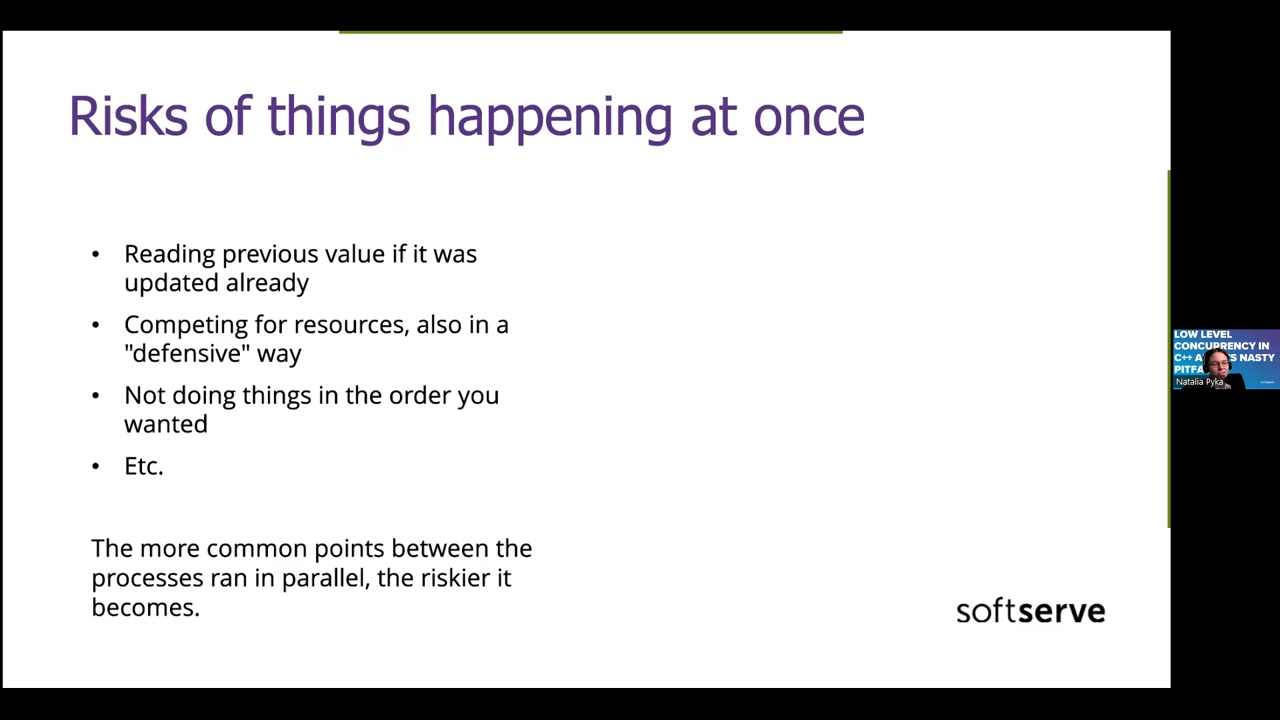 Risks of things happening at once
• Reading previous value if it was
updated already
• Competing for resources, also in a
"defensive" way
• Not doing things in the order you
wanted
• Etc.
The more common points between the
processes ran in parallel, the riskier it
becomes.
softserve
LOW LEVEL
CONCURRENCY IN
C++ NASTY
Natalia Pyka